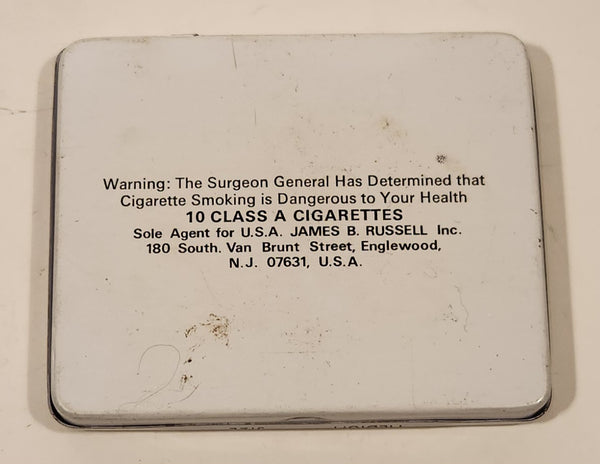 Warning: The Surgeon General Has Determined that
Cigarette Smoking is Dangerous to Your Health
10 CLASS A CIGARETTES
Sole Agent for U.S.A. JAMES B. RUSSELL Inc.
180 South. Van Brunt Street, Englewood,
N.J. 07631, U.S.A.